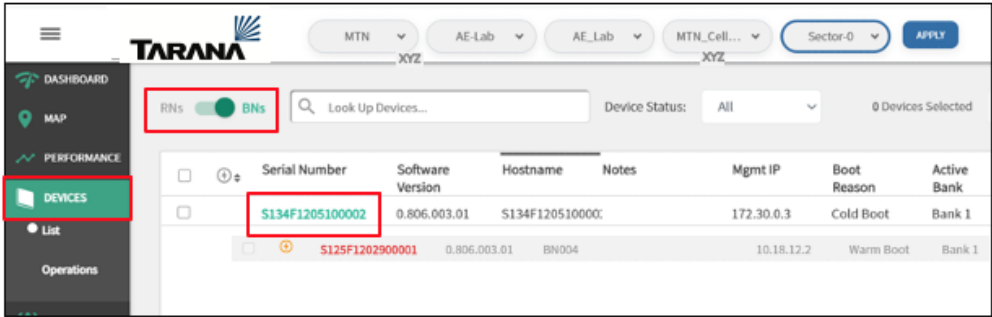 TARANA
MTN AE-Lab AE_Lab MTN_Cell... Sector-0 APPLY
XYZ XYZ
DASHBOARD
MAP
PERFORMANCE
DEVICES
List
Operations
RNs BNs Look Up Devices... Device Status: All 0 Devices Selected
Serial Number Software Version Hostname Notes Mgmt IP Boot Reason Active Bank
S134F1205100002 0.806.003.01 S134F120510000: 172.30.0.3 Cold Boot Bank 1
S125F1202900001 0.806.003.01 BN004 10.18.12.2 Warm Boot Bank 1